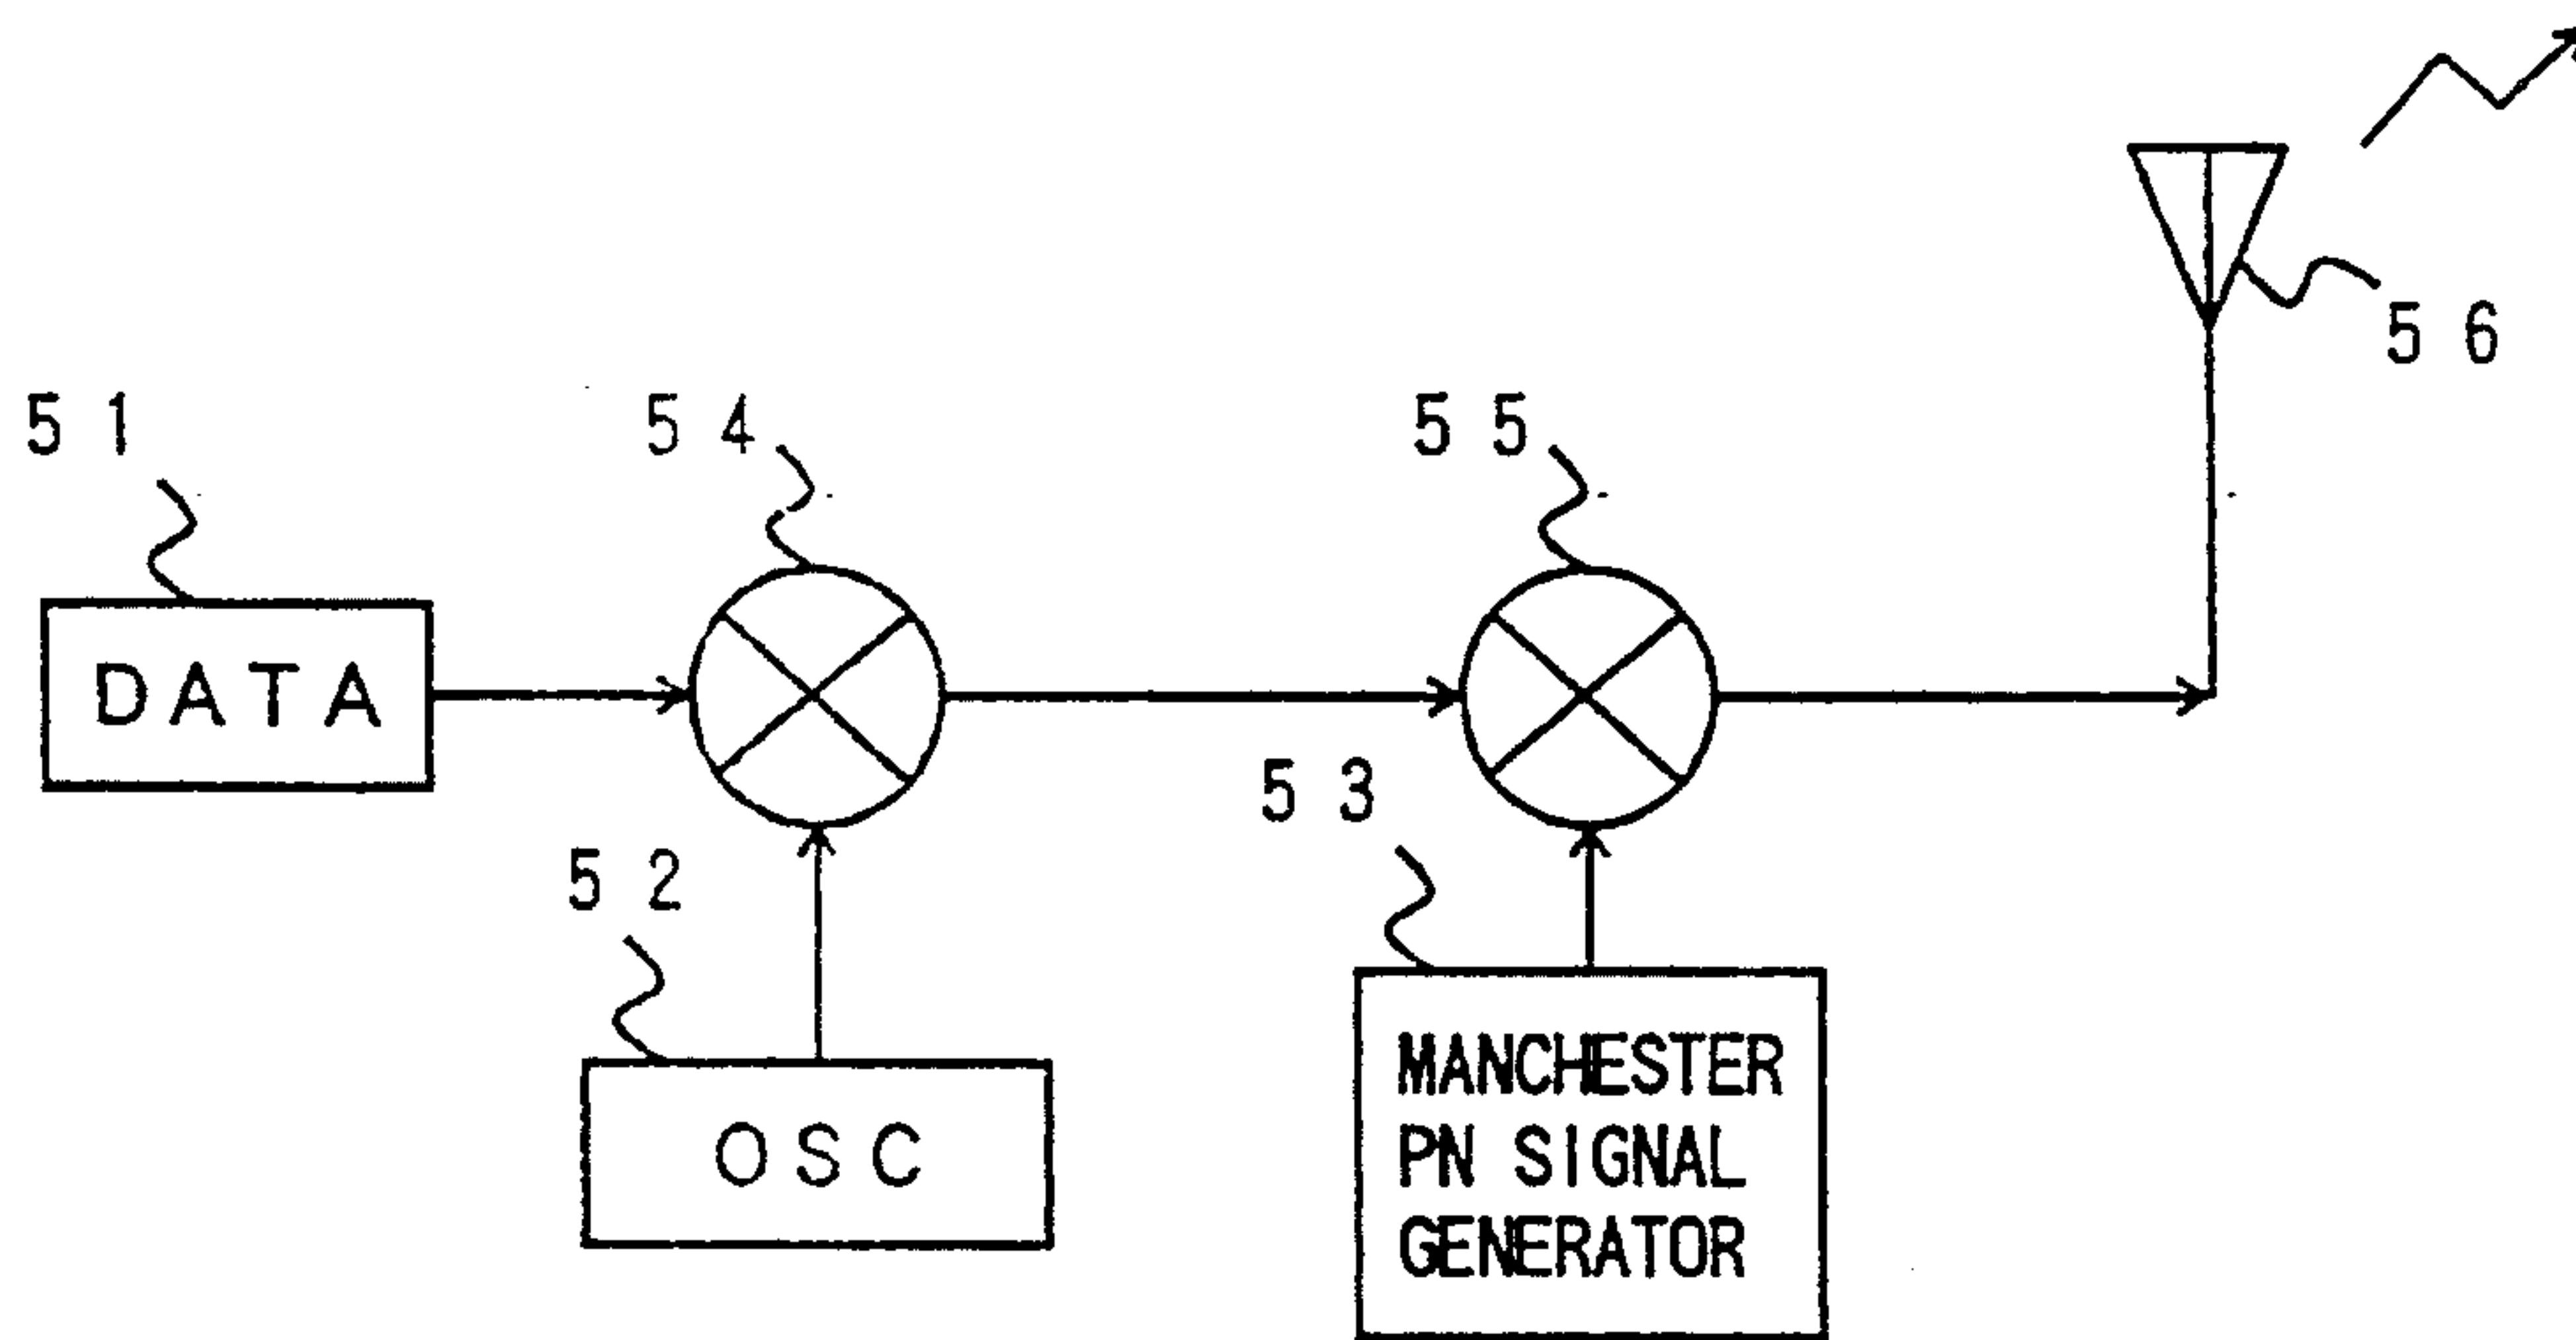 56
51
54
55
DATA
53
52
OSC
MANCHESTER
PN SIGNAL
GENERATOR